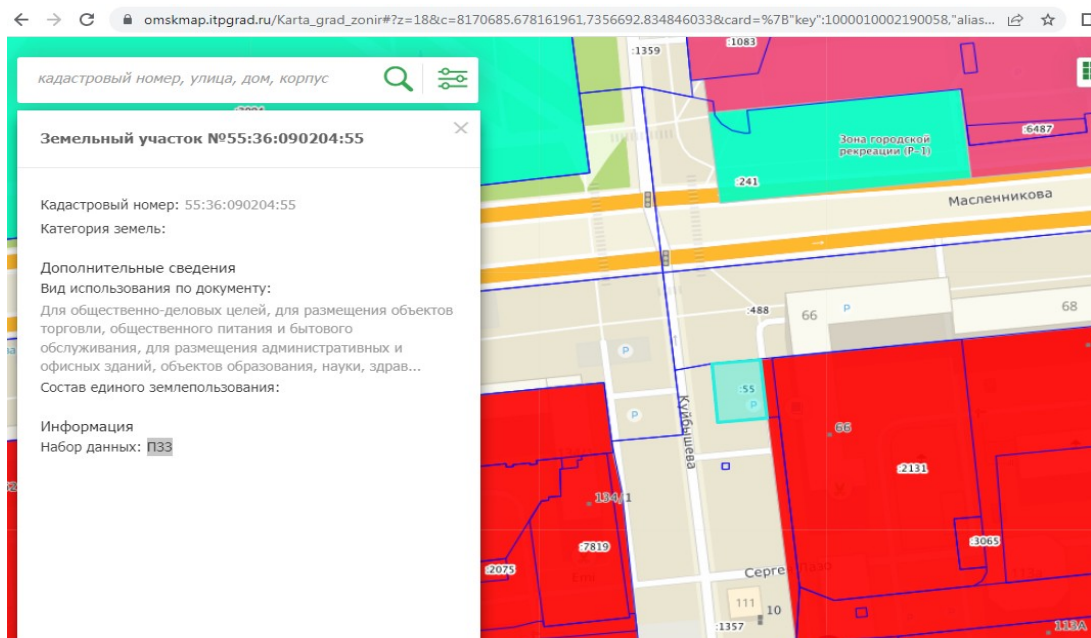 omskmap.itpgrad.ru/Karta_grad_zonir#?z=18&c=8170685.678161961,7356692.834846033&card=%7B"key":1000010002190058,"alias...
кадастровый номер, улица, дом, корпус
Земельный участок №55:36:090204:55
Кадастровый номер: 55:36:090204:55
Категория земель:
Дополнительные сведения
Вид использования по документу:
Для общественно-деловых целей, для размещения объектов
торговли, общественного питания и бытового
обслуживания, для размещения административных и
офисных зданий, объектов образования, науки, здрав...
Состав единого землепользования:
Информация
Набор данных: ПЗЗ
:1359
:1083
:6487
Зона городской
рекреации (Р-1)
:241
Масленникова
:488
66
P
68
P
:55
P
P
Куйбышева
66
:2131
134/1
:7819
:2075
:3065
Серге Лазо
111
10
:1357
113А